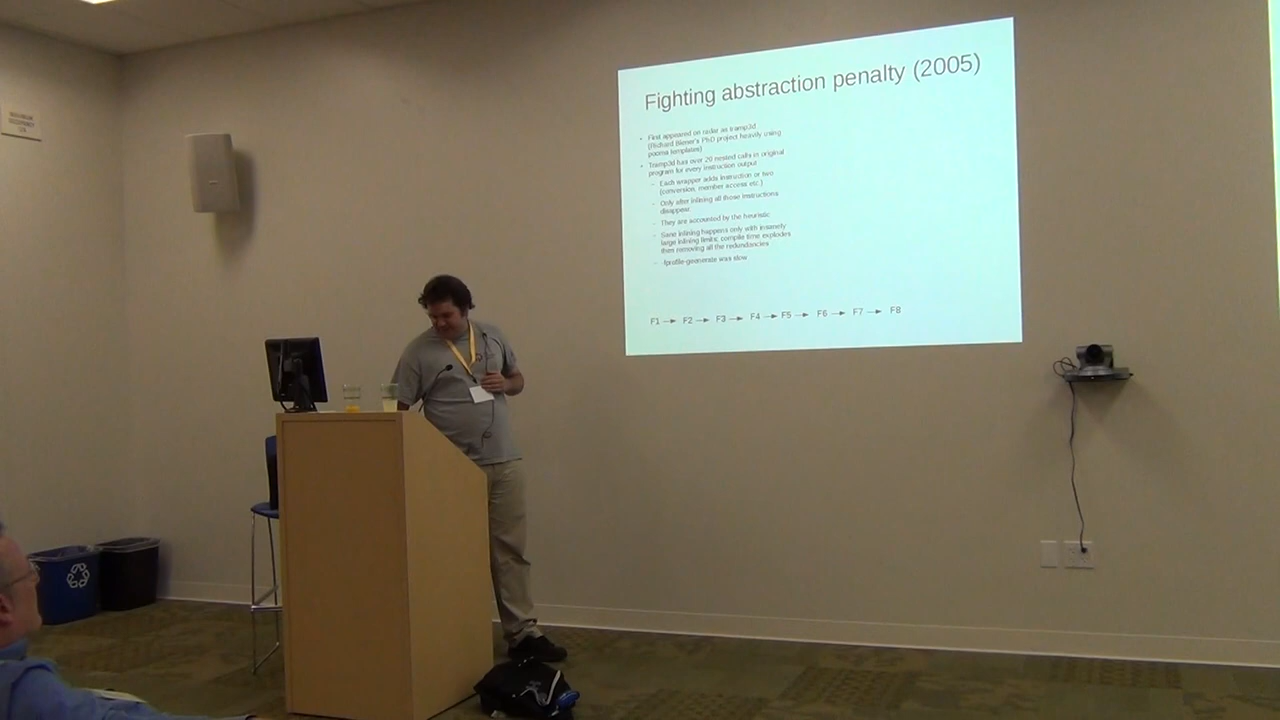 MAXIMUM
OCCUPANCY
Fighting abstraction penalty (2005)
First appeared on radar as tramp3d
(Richard Biener's PhD project heavily using
pooma templates)
Tramp3d has over 20 nested calls in original
program for every instruction output
– Each wrapper adds instruction or two
(conversion, member access etc.)
– Only after inlining all those instructions
disappear
– They are accounted by the heuristic
– Sane inlining happens only with insanely
large inlining limits; compile time explodes
then removing all the redundancies
– -fprofile-generate was slow
F1 → F2 → F3 → F4 → F5 → F6 → F7 → F8